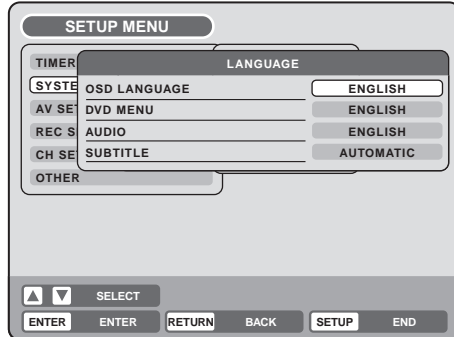 SETUP MENU
TIMER
LANGUAGE
SYSTE
OSD LANGUAGE ENGLISH
AV SET
DVD MENU ENGLISH
REC S
AUDIO ENGLISH
CH SE
SUBTITLE AUTOMATIC
OTHER
SELECT
ENTER ENTER RETURN BACK SETUP END